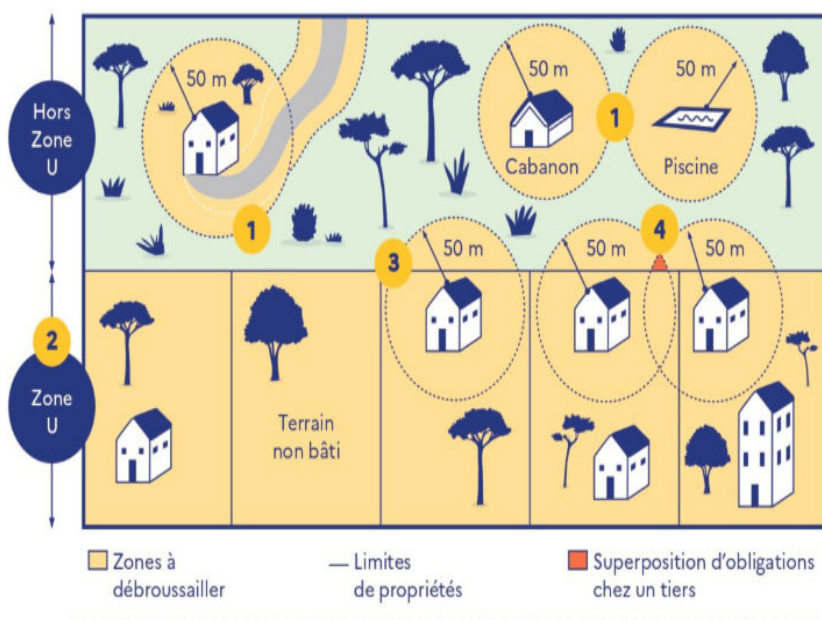 Hors
Zone
U
50 m
50 m
50 m
1
Cabanon
Piscine
1
3
50 m
50 m
4
50 m
2
Zone
U
Terrain
non bâti
Zones à
débroussailler
Limites
de propriétés
Superposition d’obligations
chez un tiers